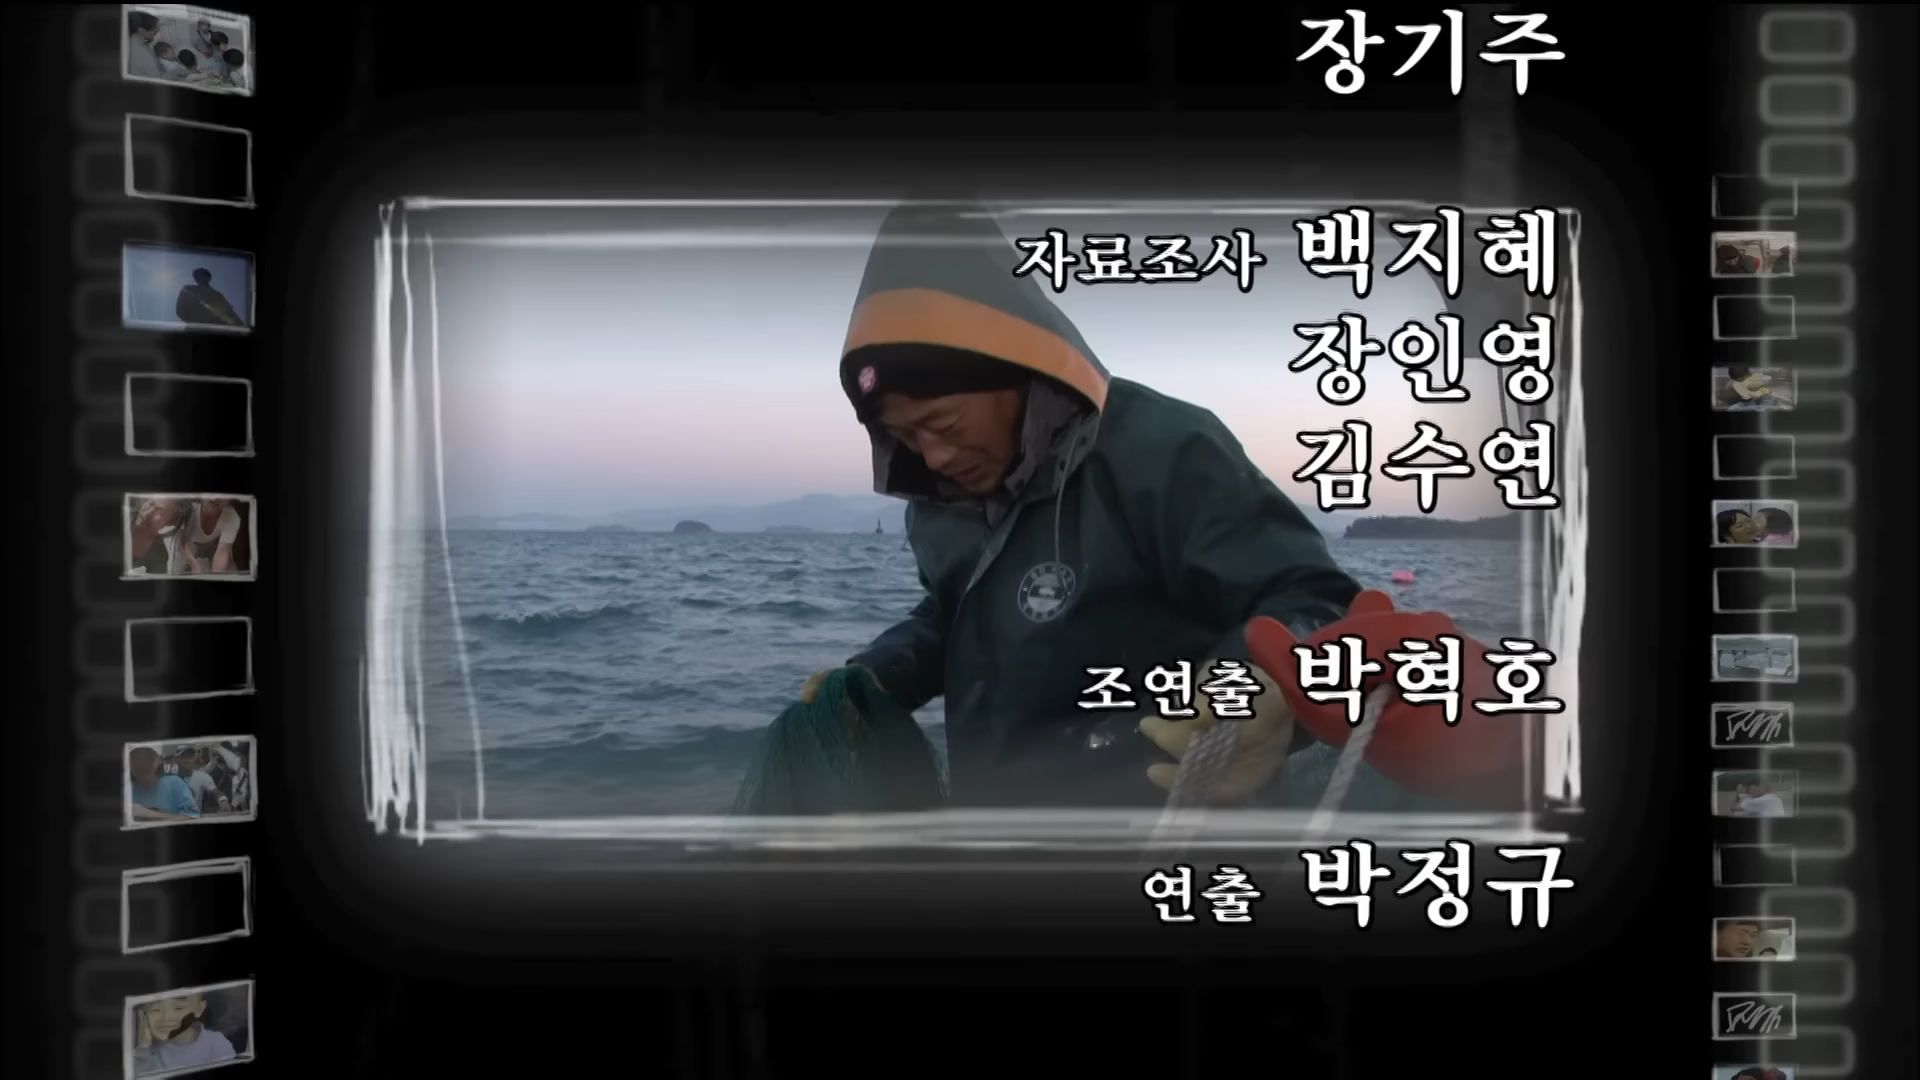 장기주
자료조사 백지혜
장인영
김수연
조연출 박혁호
연출 박정규